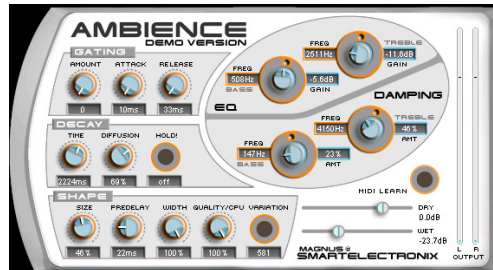 AMBIENCE
DEMO VERSION
GATING
AMOUNT ATTACK RELEASE
0 10ms 33ms
DECAY
TIME DIFFUSION HOLD!
2224ms 69% off
SHAPE
SIZE PREDELAY WIDTH QUALITY/CPU VARIATION
46% 22ms 100% 100% 581
FREQ
2511Hz
TREBLE
-11.6dB
GAIN
FREQ
508Hz
BASS
-5.6dB
GAIN
EQ
DAMPING
FREQ
4150Hz
TREBLE
46%
AMT
FREQ
147Hz
BASS
23%
AMT
MIDI LEARN
DRY
0.0dB
WET
-23.7dB
MAGNUS @
SMARTELECTRONIX
L R
OUTPUT